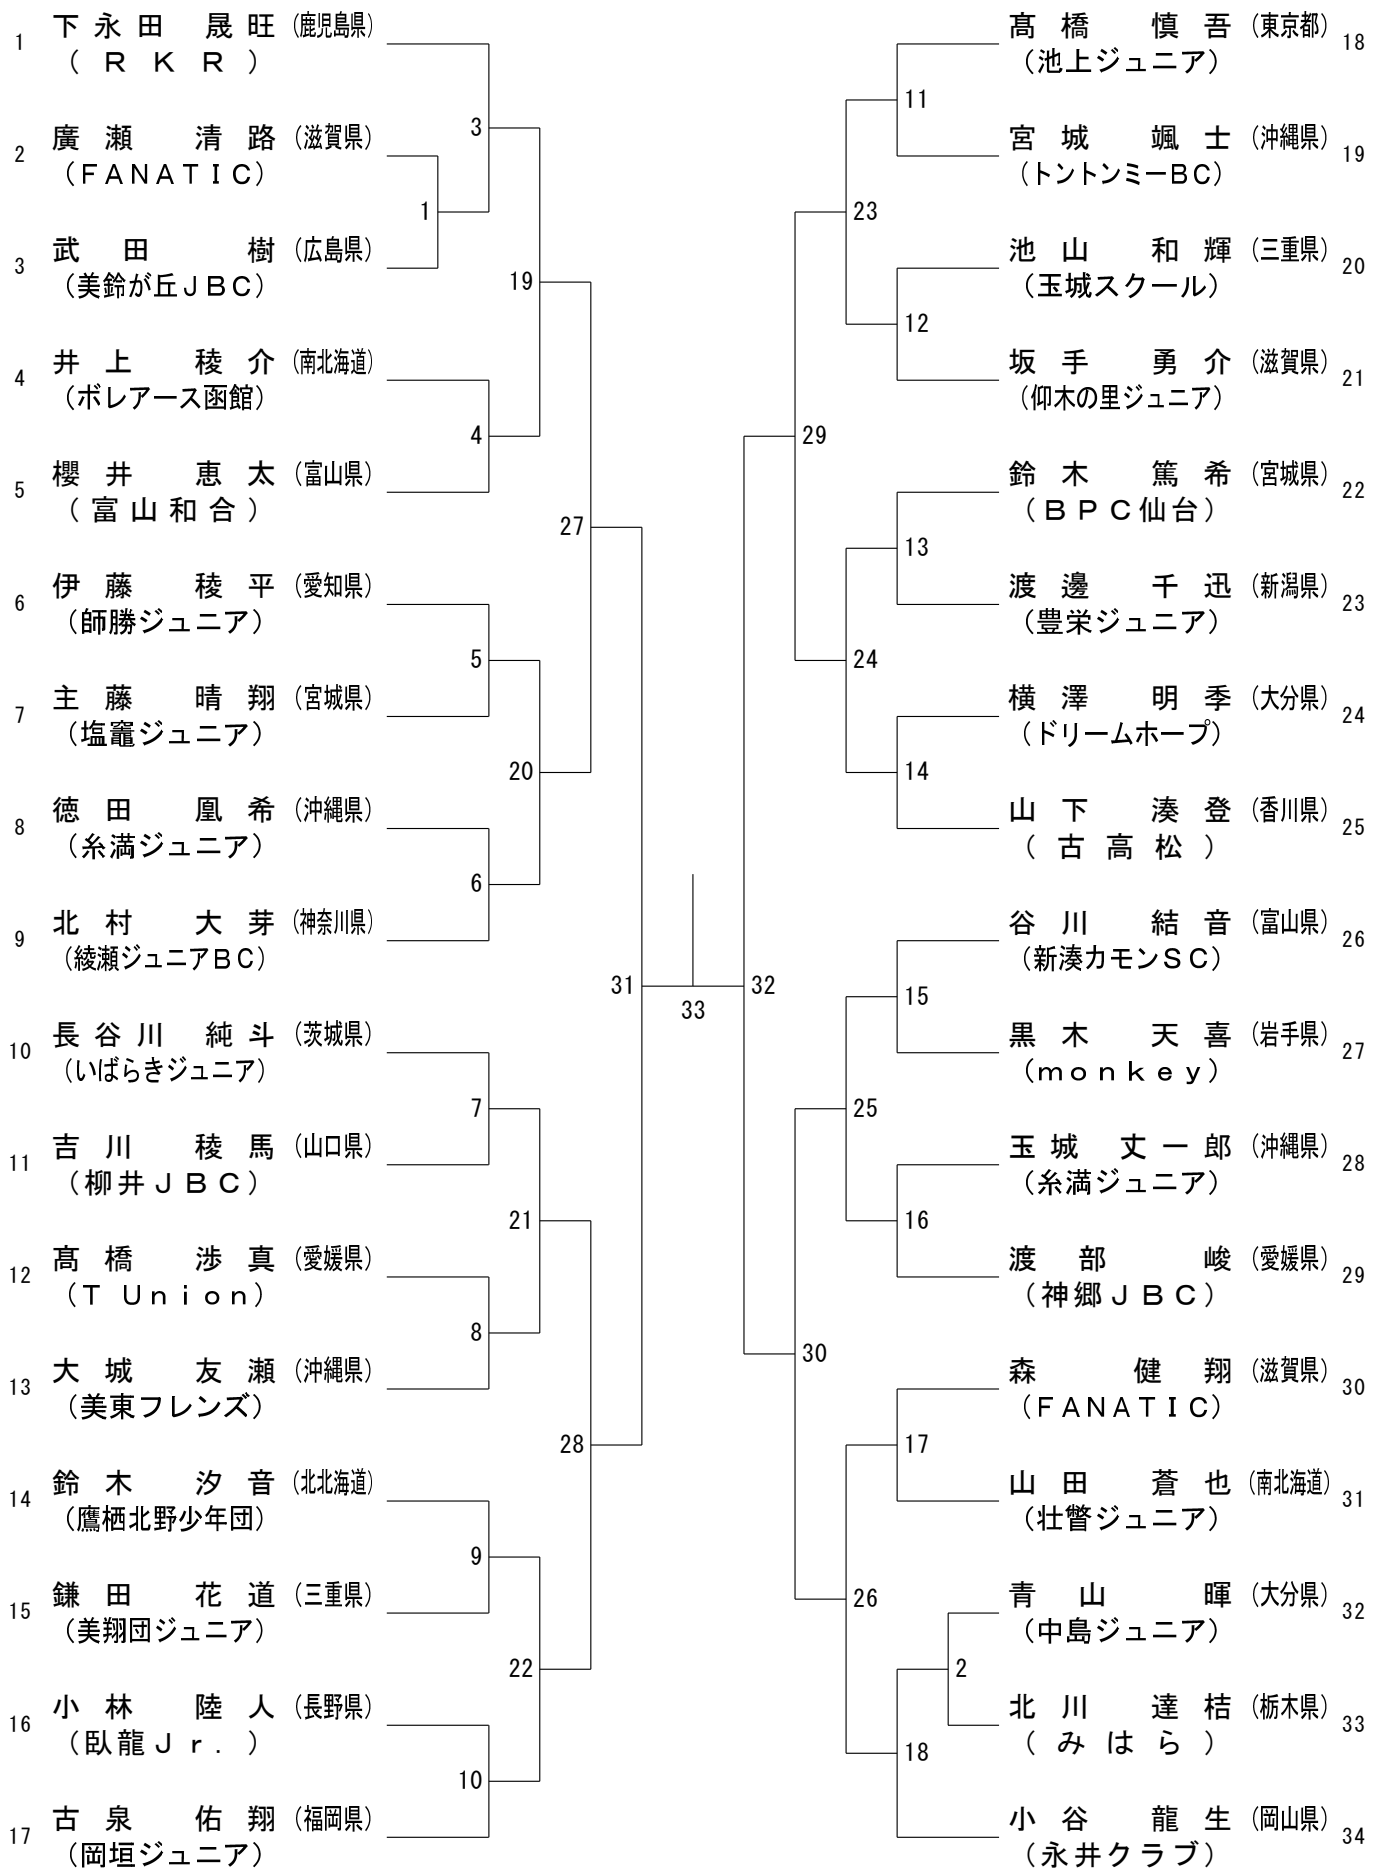 1 下永田 晟旺 (鹿児島県)
(ＲＫＲ)
3
2 廣瀬 清路 (滋賀県)
(ＦＡＮＡＴＩＣ)
1
3 武田 樹 (広島県)
(美鈴が丘ＪＢＣ)
19
4 井上 稜介 (南北海道)
(ボレアース函館)
4
5 櫻井 恵太 (富山県)
(富山和合)
27
6 伊藤 稜平 (愛知県)
(師勝ジュニア)
5
7 主藤 晴翔 (宮城県)
(塩竈ジュニア)
20
8 徳田 凰希 (沖縄県)
(糸満ジュニア)
6
9 北村 大芽 (神奈川県)
(綾瀬ジュニアＢＣ)
31
33
10 長谷川 純斗 (茨城県)
(いばらきジュニア)
7
11 吉川 稜馬 (山口県)
(柳井ＪＢＣ)
21
12 髙橋 渉真 (愛媛県)
(Ｔ Ｕｎｉｏｎ)
8
13 大城 友瀬 (沖縄県)
(美東フレンズ)
28
14 鈴木 汐音 (北北海道)
(鷹栖北野少年団)
9
15 鎌田 花道 (三重県)
(美翔団ジュニア)
22
16 小林 陸人 (長野県)
(臥龍Ｊｒ．)
10
17 古泉 佑翔 (福岡県)
(岡垣ジュニア)
髙橋 慎吾 (東京都) 18
(池上ジュニア)
11
宮城 颯士 (沖縄県) 19
(トントンミーＢＣ)
23
池山 和輝 (三重県) 20
(玉城スクール)
12
坂手 勇介 (滋賀県) 21
(仰木の里ジュニア)
29
鈴木 篤希 (宮城県) 22
(ＢＰＣ仙台)
13
渡邊 千迅 (新潟県) 23
(豊栄ジュニア)
24
横澤 明季 (大分県) 24
(ドリームホープ)
14
山下 湊登 (香川県) 25
(古高松)
谷川 結音 (富山県) 26
(新湊カモンＳＣ)
32
15
黒木 天喜 (岩手県) 27
(ｍｏｎｋｅｙ)
25
玉城 丈一郎 (沖縄県) 28
(糸満ジュニア)
16
渡部 峻 (愛媛県) 29
(神郷ＪＢＣ)
30
森 健翔 (滋賀県) 30
(ＦＡＮＡＴＩＣ)
17
山田 蒼也 (南北海道) 31
(壮瞥ジュニア)
26
青山 暉 (大分県) 32
(中島ジュニア)
2
北川 達桔 (栃木県) 33
(みはら)
18
小谷 龍生 (岡山県) 34
(永井クラブ)